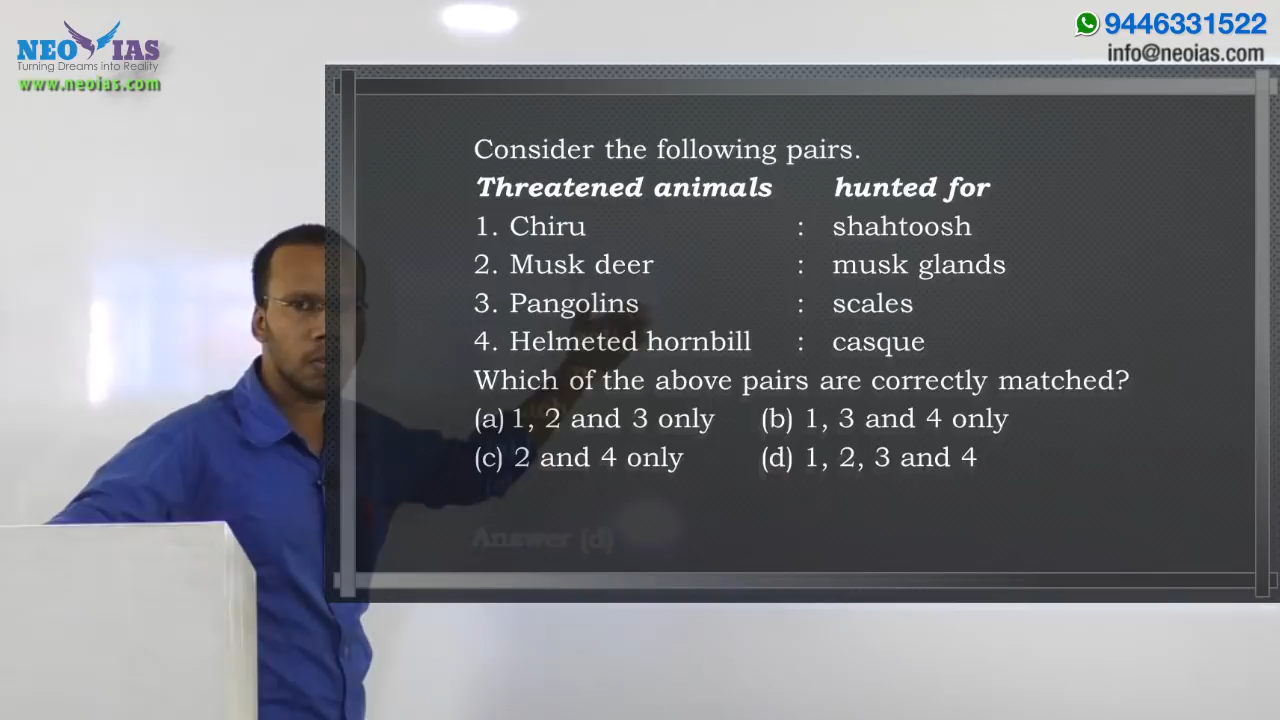 NEO IAS
Turning Dreams into Reality
www.neoias.com
9446331522
info@neoias.com
Consider the following pairs.
Threatened animals hunted for
1. Chiru : shahtoosh
2. Musk deer : musk glands
3. Pangolins : scales
4. Helmeted hornbill : casque
Which of the above pairs are correctly matched?
(a) 1, 2 and 3 only (b) 1, 3 and 4 only
(c) 2 and 4 only (d) 1, 2, 3 and 4
Answer (d)